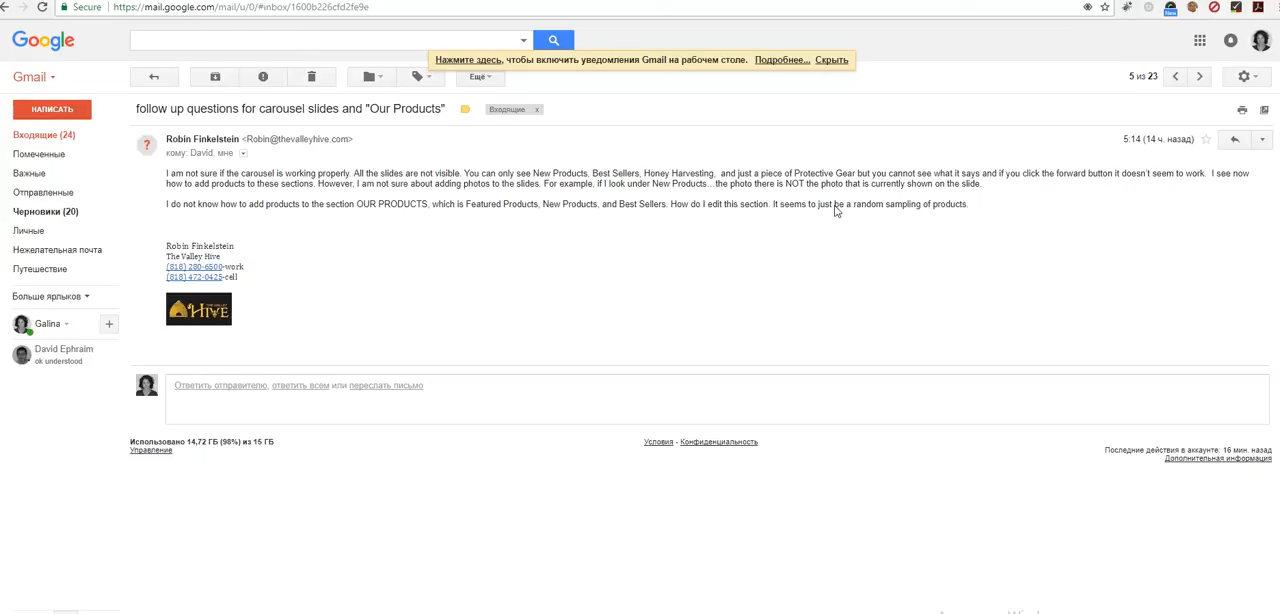 Secure https://mail.google.com/mail/u/0/#inbox/1600b226cfd2fe9e
New
Google
Нажмите здесь, чтобы включить уведомления Gmail на рабочем столе. Подробнее... Скрыть
Gmail
Ещё
5 из 23
НАПИСАТЬ
follow up questions for carousel slides and "Our Products" Входящие x
Входящие (24)
Помеченные
Важные
Отправленные
Черновики (20)
Личные
Нежелательная почта
Путешествие
Больше ярлыков
Galina
David Ephraim
ok understood
Robin Finkelstein <Robin@thevalleyhive.com> 5:14 (14 ч. назад)
кому: David, мне
I am not sure if the carousel is working properly. All the slides are not visible. You can only see New Products, Best Sellers, Honey Harvesting, and just a piece of Protective Gear but you cannot see what it says and if you click the forward button it doesn't seem to work. I see now
how to add products to these sections. However, I am not sure about adding photos to the slides. For example, if I look under New Products... the photo there is NOT the photo that is currently shown on the slide.
I do not know how to add products to the section OUR PRODUCTS, which is Featured Products, New Products, and Best Sellers. How do I edit this section. It seems to just be a random sampling of products.
Robin Finkelstein
The Valley Hive
(818) 280-6500-work
(818) 472-0425-cell
THE VALLEY
HIVE
Ответить отправителю, ответить всем или переслать письмо
Использовано 14,72 ГБ (98%) из 15 ГБ
Управление
Условия - Конфиденциальность
Последние действия в аккаунте: 16 мин. назад
Дополнительная информация